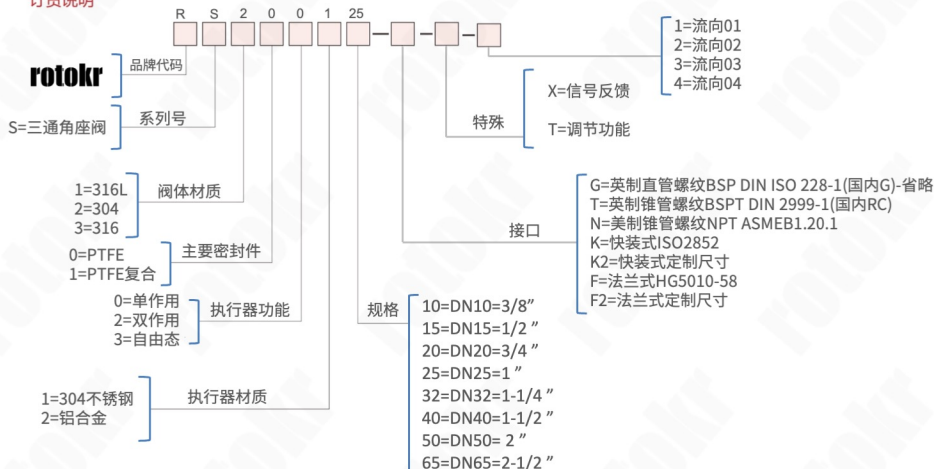 订货说明
R S 2 0 0 1 25
rotokr
品牌代码
S=三通角座阀
系列号
1=316L
2=304
3=316
阀体材质
0=PTFE
1=PTFE复合
主要密封件
0=单作用
2=双作用
3=自由态
执行器功能
1=304不锈钢
2=铝合金
执行器材质
规格
10=DN10=3/8″
15=DN15=1/2 ″
20=DN20=3/4 ″
25=DN25=1 ″
32=DN32=1-1/4 ″
40=DN40=1-1/2 ″
50=DN50= 2 ″
65=DN65=2-1/2 ″
接口
G=英制直管螺纹BSP DIN ISO 228-1(国内G)-省略
T=英制锥管螺纹BSPT DIN 2999-1(国内RC)
N=美制锥管螺纹NPT ASMEB1.20.1
K=快装式ISO2852
K2=快装式定制尺寸
F=法兰式HG5010-58
F2=法兰式定制尺寸
特殊
X=信号反馈
T=调节功能
1=流向01
2=流向02
3=流向03
4=流向04